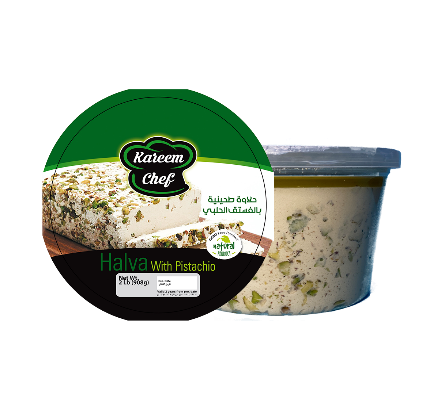 Kareem
Chef
حلاوة طحينية
بالفستق الحلبي
Natural
Halva With Pistachio
Net Wt.
2 Lb (908g)